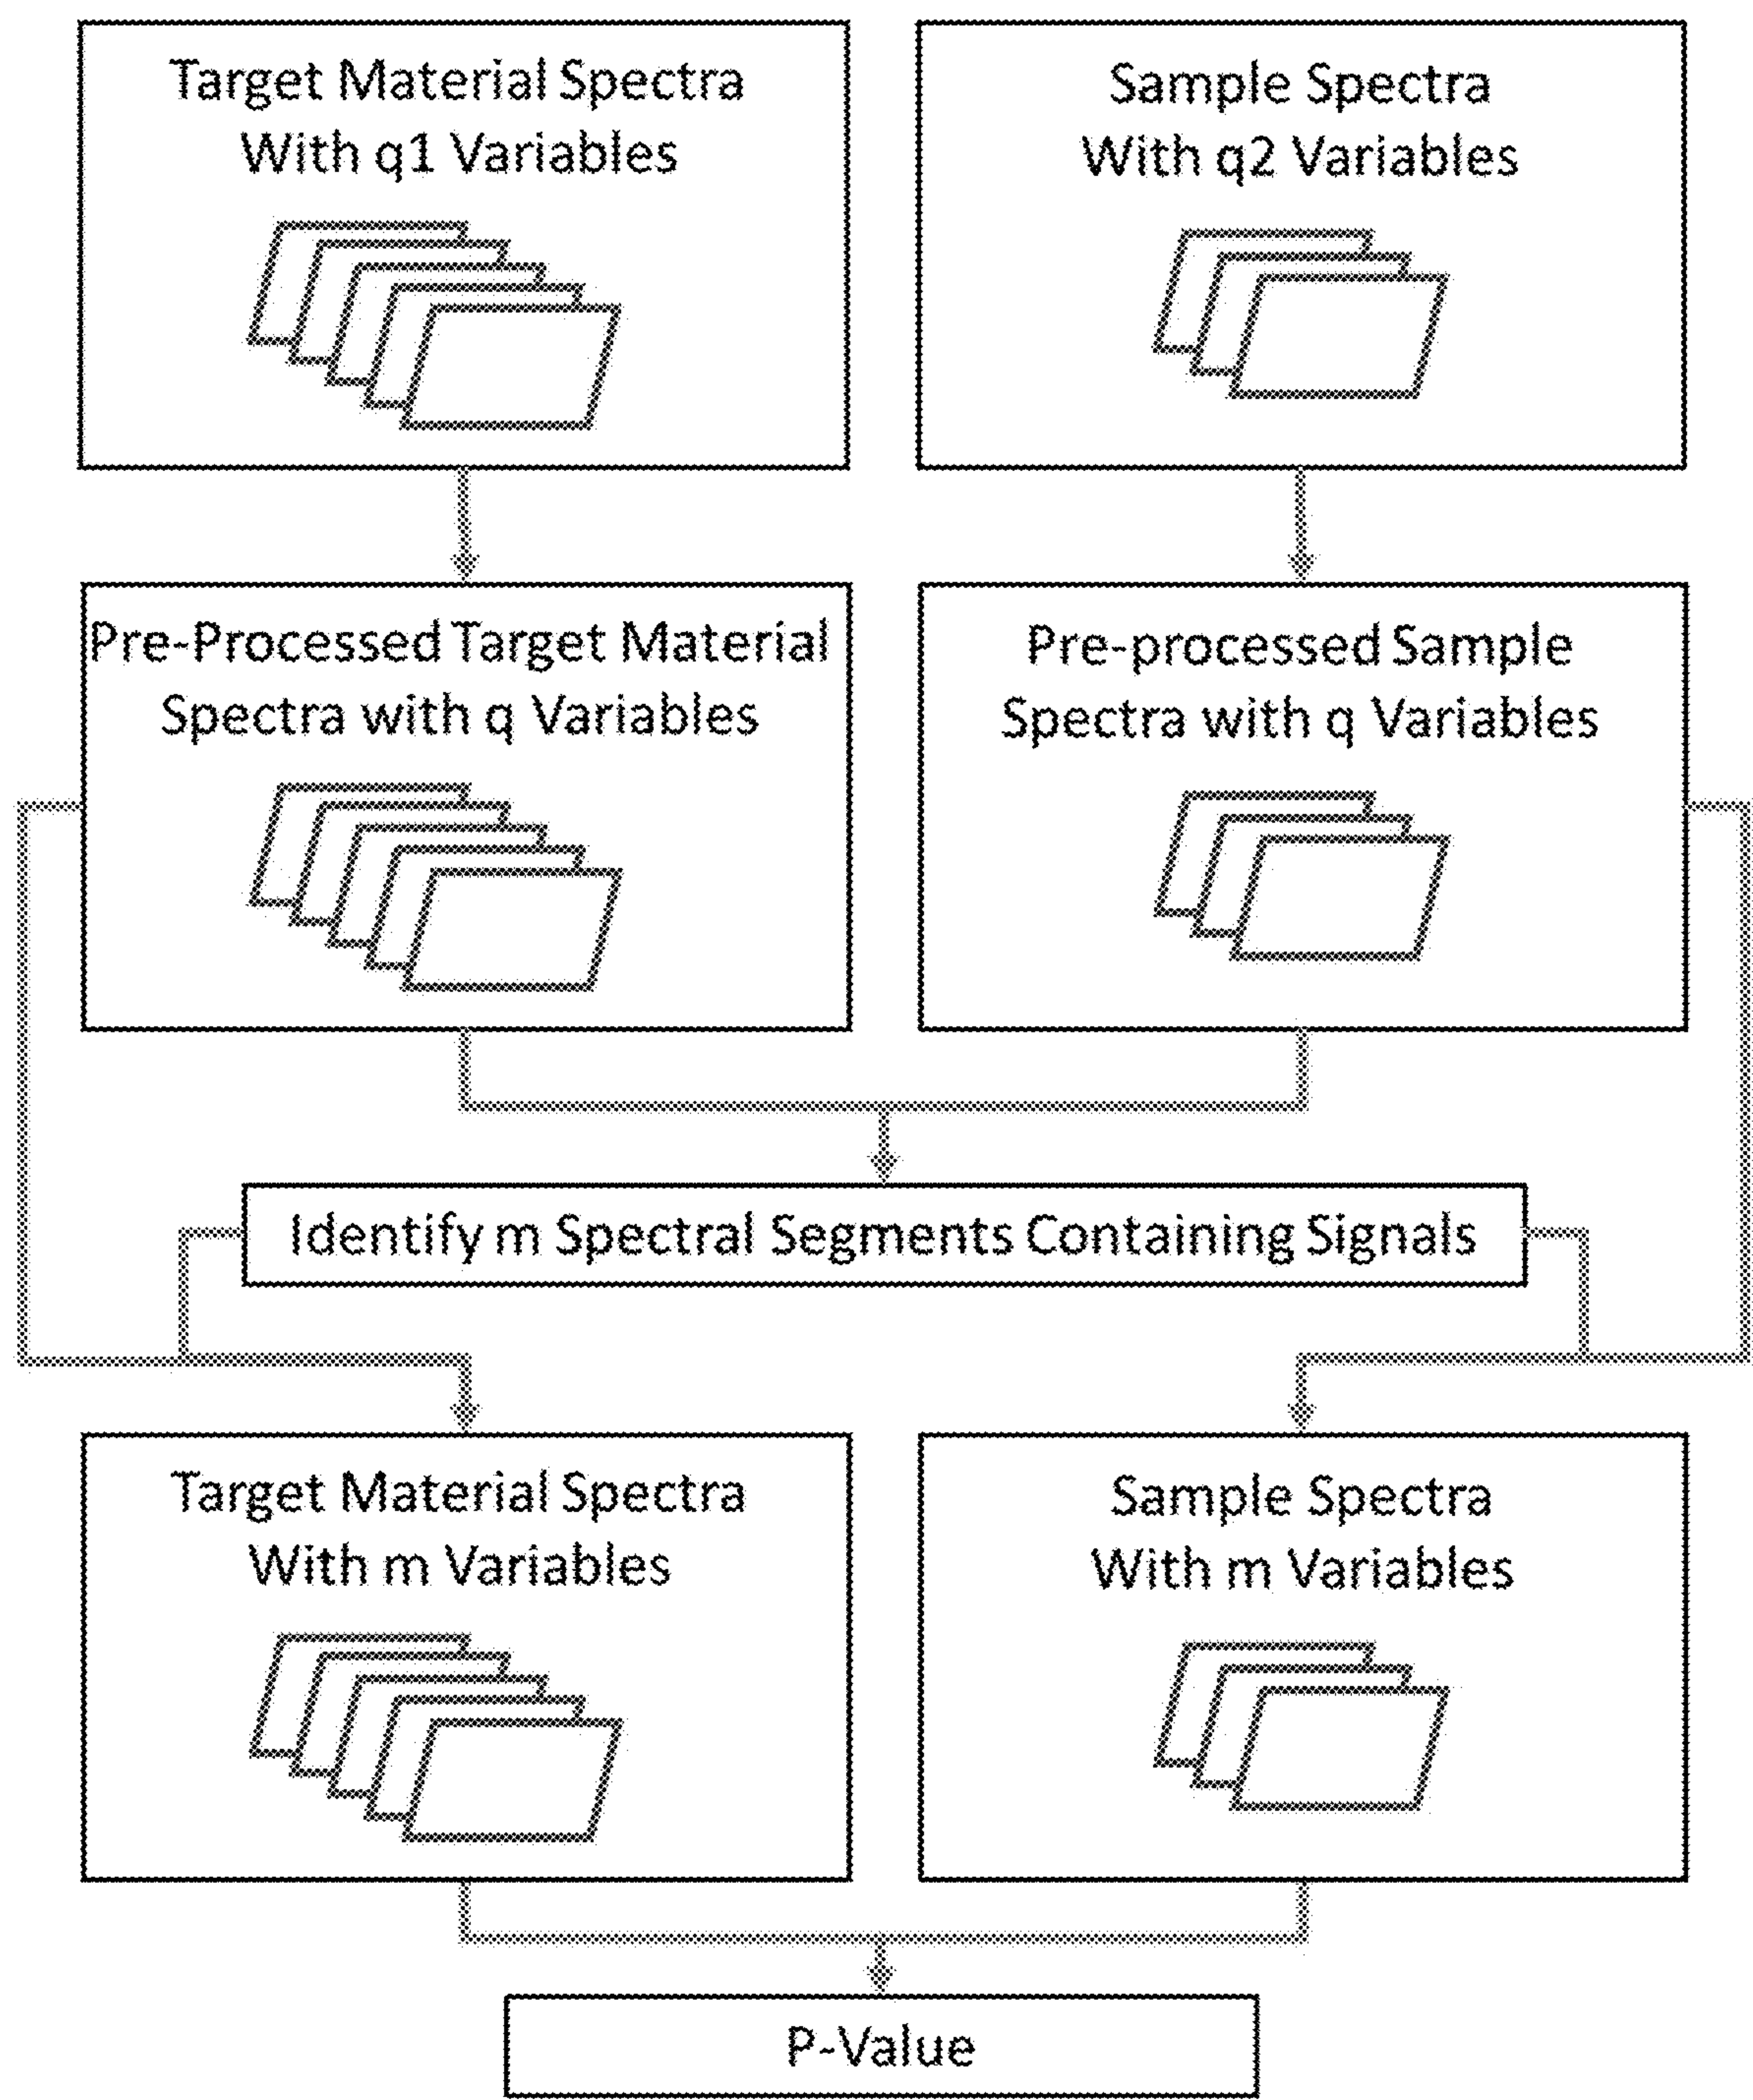 Target Material Spectra
With q1 Variables
Sample Spectra
With q2 Variables
Pre-Processed Target Material
Spectra with q Variables
Pre-processed Sample
Spectra with q Variables
Identify m Spectral Segments Containing Signals
Target Material Spectra
With m Variables
Sample Spectra
With m Variables
P-Value